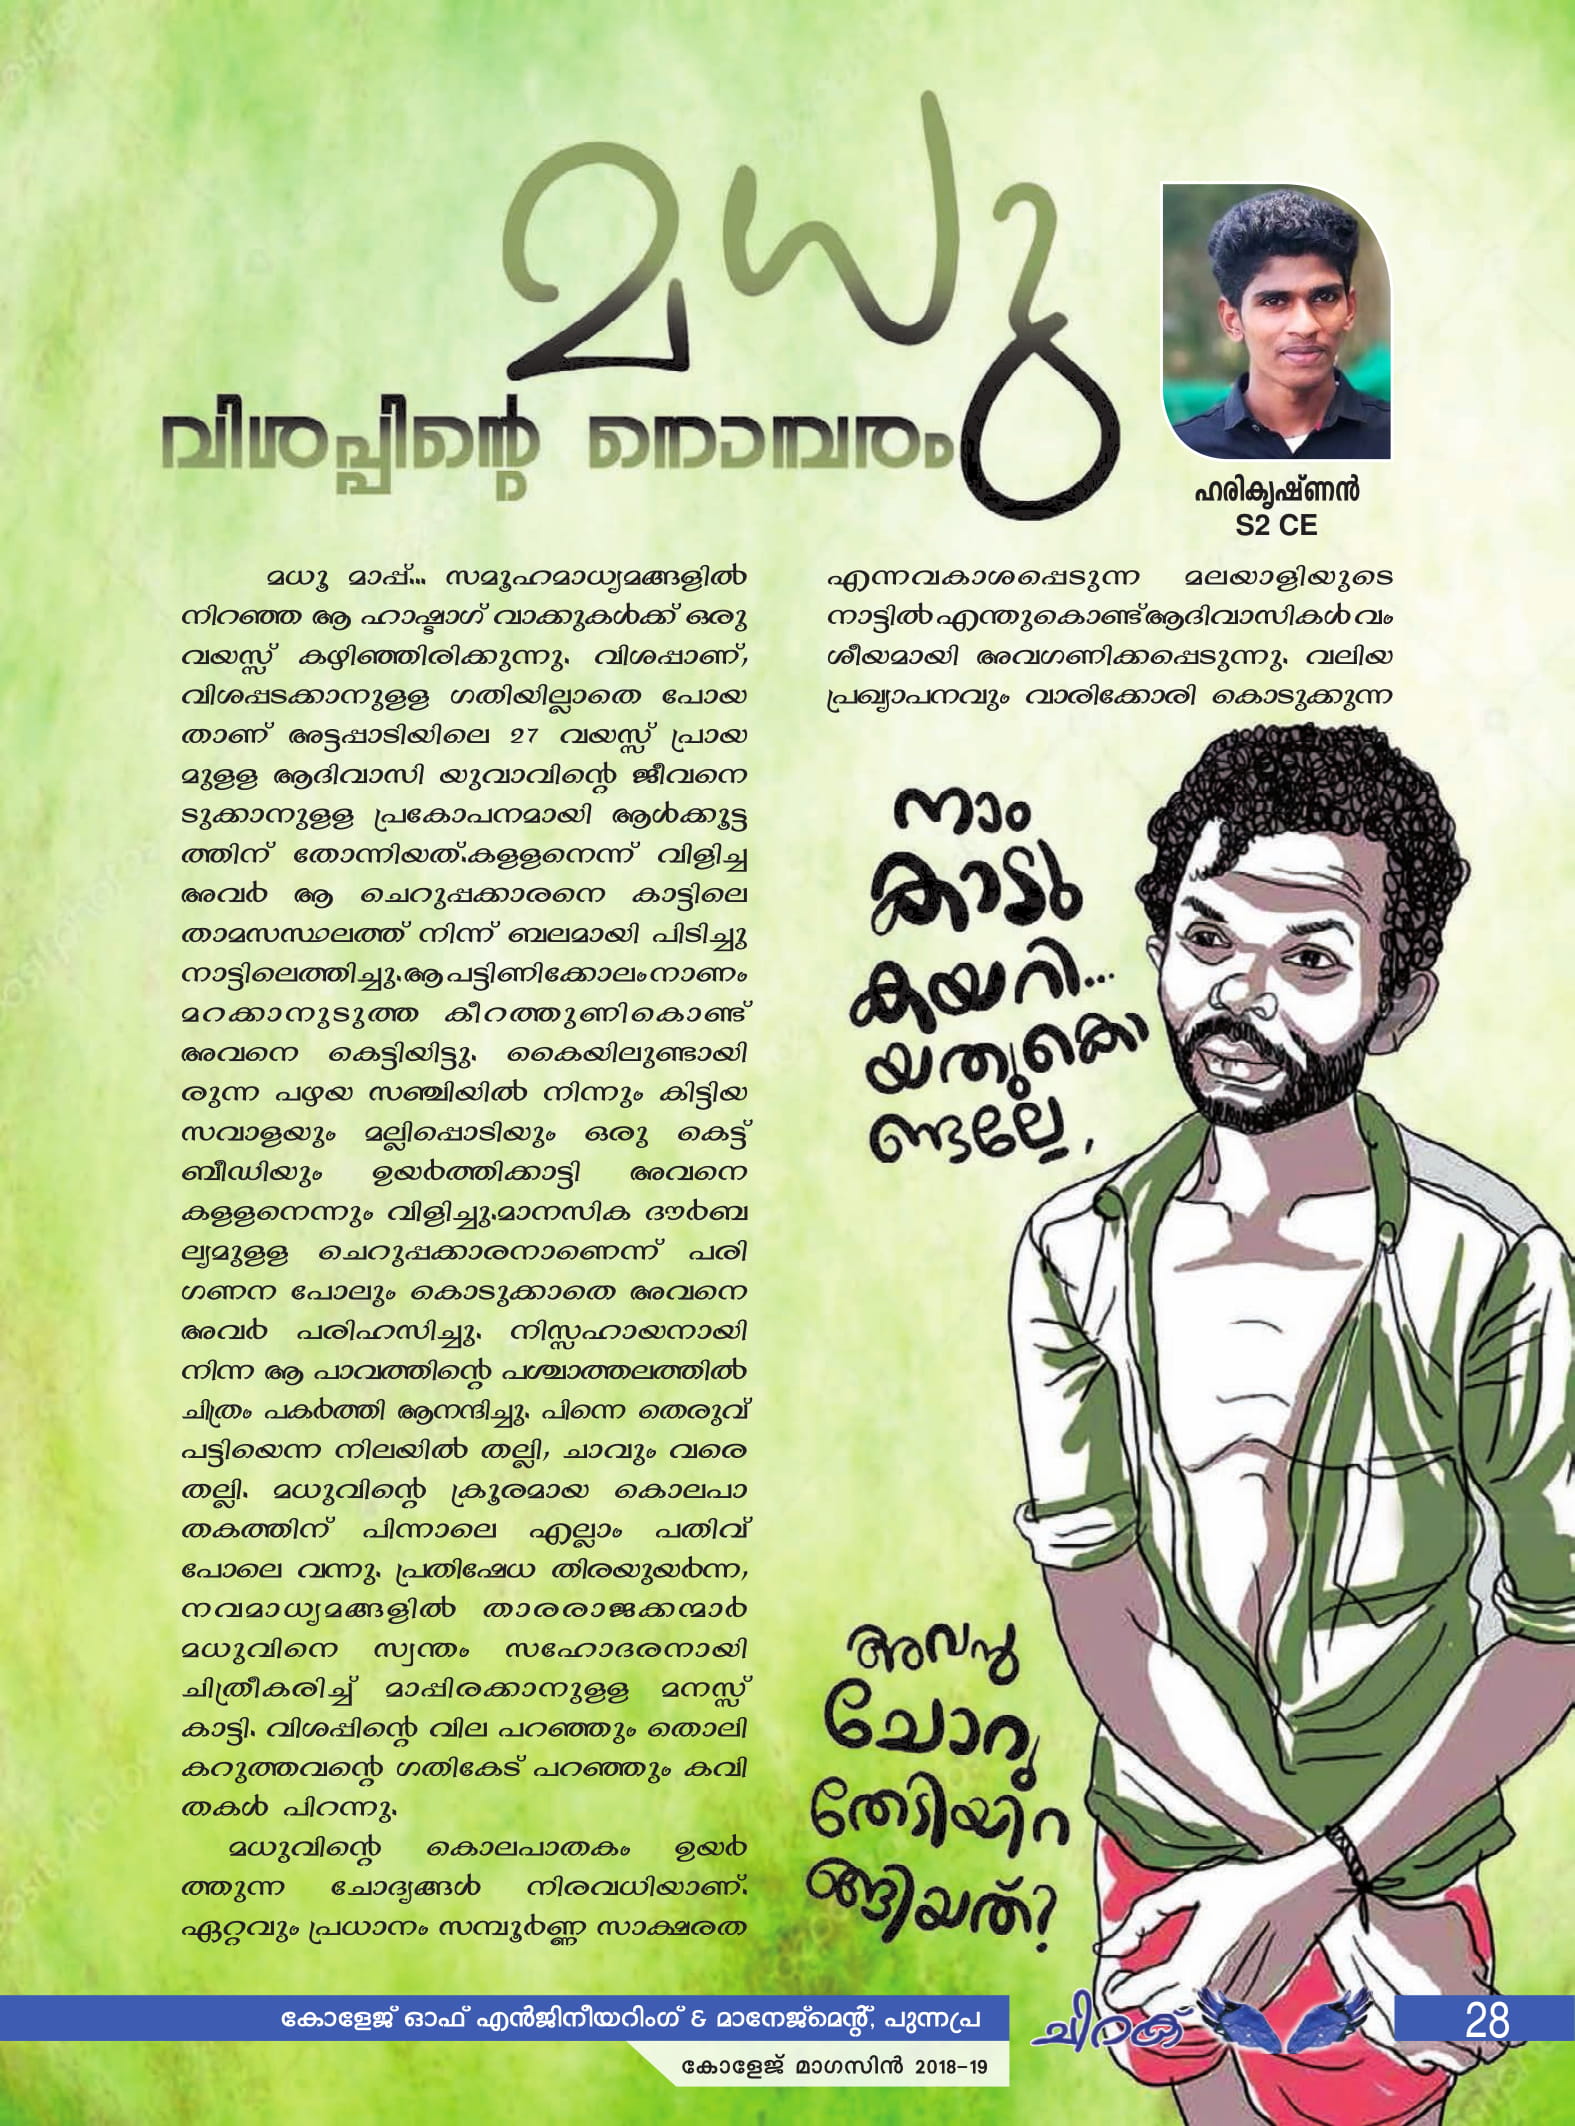 മധു
വിശപ്പിന്റെ നൊമ്പരം
ഹരികൃഷ്ണൻ
S2 CE
മധൂ മാപ്പ്... സമൂഹമാധ്യമങ്ങളിൽ
നിറഞ്ഞ ആ ഹാഷ്ടാഗ് വാക്കുകൾക്ക് ഒരു
വയസ്സ് കഴിഞ്ഞിരിക്കുന്നു. വിശപ്പാണ്,
വിശപ്പടക്കാനുള്ള ഗതിയില്ലാതെ പോയ
താണ് അട്ടപ്പാടിയിലെ 27 വയസ്സ് പ്രായ
മുള്ള ആദിവാസി യുവാവിന്റെ ജീവനെ
ടുക്കാനുള്ള പ്രകോപനമായി ആൾക്കൂട്ട
ത്തിന് തോന്നിയത്.കള്ളനെന്ന് വിളിച്ച
അവർ ആ ചെറുപ്പക്കാരനെ കാട്ടിലെ
താമസസ്ഥലത്ത് നിന്ന് ബലമായി പിടിച്ചു
നാട്ടിലെത്തിച്ചു.ആ പട്ടിണിക്കോലം നാണം
മറക്കാനുടുത്ത കീറത്തുണികൊണ്ട്
അവനെ കെട്ടിയിട്ടു. കൈയിലുണ്ടായി
രുന്ന പഴയ സഞ്ചിയിൽ നിന്നും കിട്ടിയ
സവാളയും മല്ലിപ്പൊടിയും ഒരു കെട്ട്
ബീഡിയും ഉയർത്തിക്കാട്ടി അവനെ
കള്ളനെന്നും വിളിച്ചു.മാനസിക ദൗർബ
ല്യമുള്ള ചെറുപ്പക്കാരനാണെന്ന് പരി
ഗണന പോലും കൊടുക്കാതെ അവനെ
അവർ പരിഹസിച്ചു. നിസ്സഹായനായി
നിന്ന ആ പാവത്തിന്റെ പശ്ചാത്തലത്തിൽ
ചിത്രം പകർത്തി ആനന്ദിച്ചു. പിന്നെ തെരുവ്
പട്ടിയെന്ന നിലയിൽ തല്ലി, ചാവും വരെ
തല്ലി. മധുവിന്റെ ക്രൂരമായ കൊലപാ
തകത്തിന് പിന്നാലെ എല്ലാം പതിവ്
പോലെ വന്നു. പ്രതിഷേധ തിരയുയർന്ന,
നവമാധ്യമങ്ങളിൽ താരരാജക്കന്മാർ
മധുവിനെ സ്വന്തം സഹോദരനായി
ചിത്രീകരിച്ച് മാപ്പിരക്കാനുള്ള മനസ്സ്
കാട്ടി. വിശപ്പിന്റെ വില പറഞ്ഞും തൊലി
കറുത്തവന്റെ ഗതികേട് പറഞ്ഞും കവി
തകൾ പിറന്നു.
മധുവിന്റെ കൊലപാതകം ഉയർ
ത്തുന്ന ചോദ്യങ്ങൾ നിരവധിയാണ്.
ഏറ്റവും പ്രധാനം സമ്പൂർണ്ണ സാക്ഷരത
എന്നവകാശപ്പെടുന്ന മലയാളിയുടെ
നാട്ടിൽ എന്തുകൊണ്ട് ആദിവാസികൾ വം
ശീയമായി അവഗണിക്കപ്പെടുന്നു. വലിയ
പ്രഖ്യാപനവും വാരിക്കോരി കൊടുക്കുന്ന
നാം
കാടു
കയറി...
യതുകൊ
ണ്ടല്ലേ,
അവൻ
ചോറു
തേടിയിറ
ങ്ങിയത്?
കോളേജ് ഓഫ് എൻജിനീയറിംഗ് & മാനേജ്മെന്റ്, പുന്നപ്ര
ചിറക്
28
കോളേജ് മാഗസിൻ 2018-19